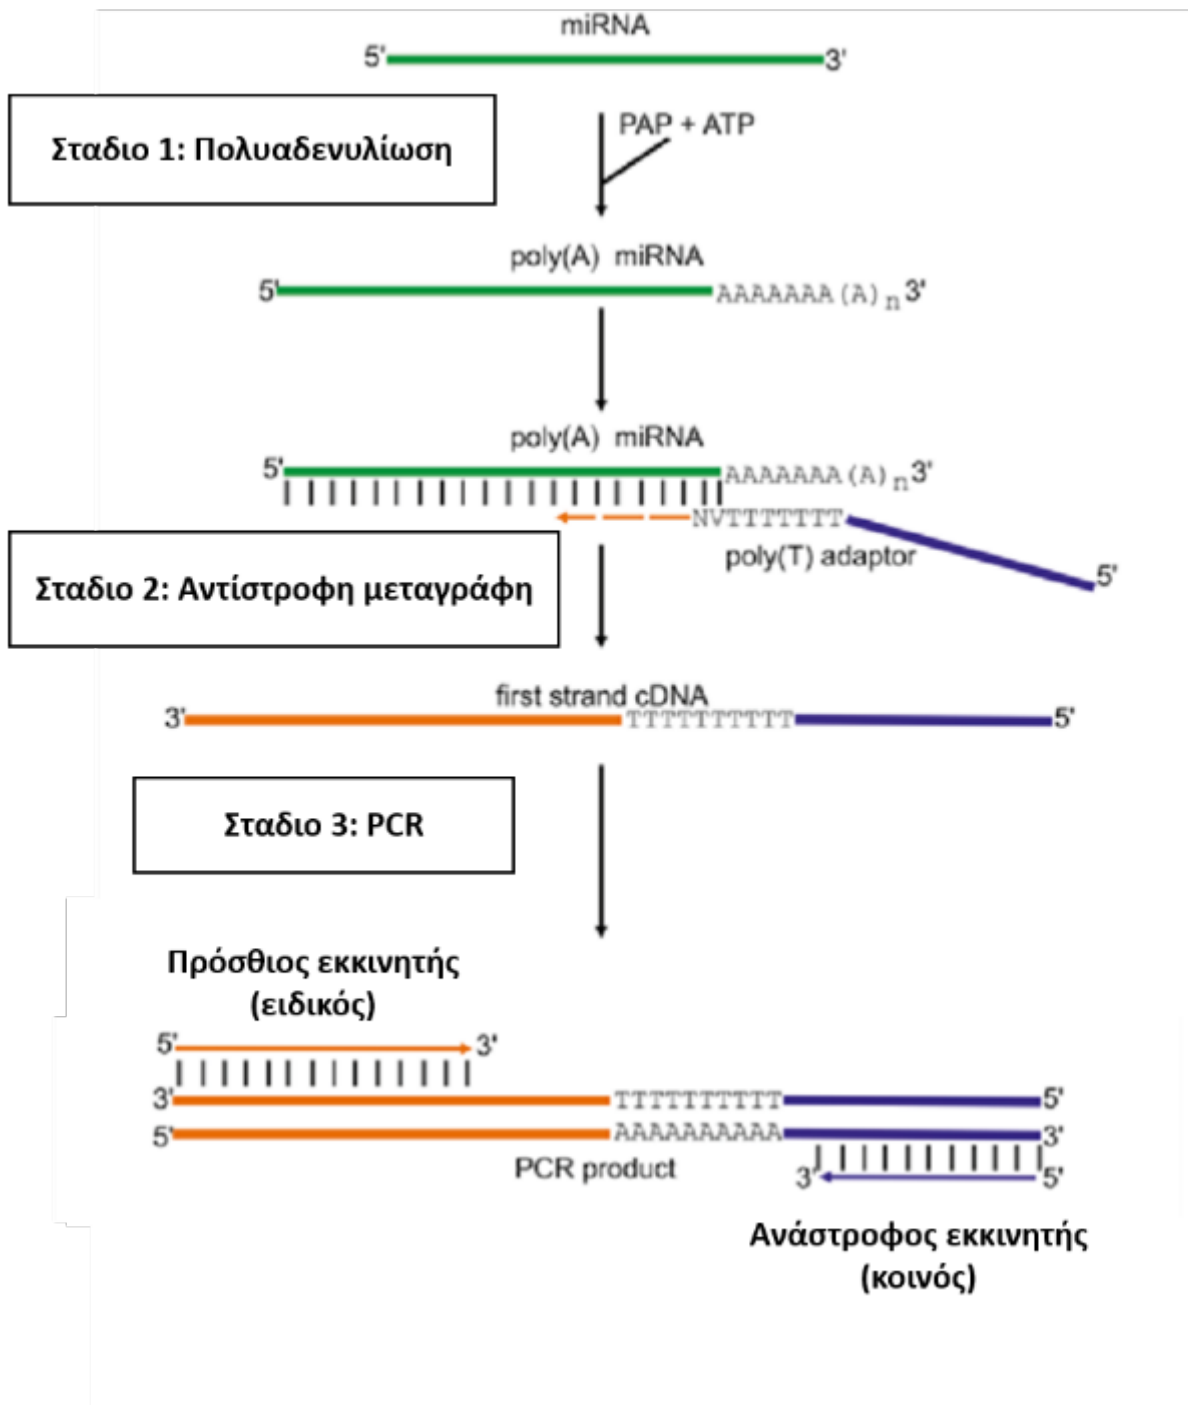 miRNA
5' 3'
Σταδιο 1: Πολυαδενυλίωση
PAP + ATP
poly(A) miRNA
5' AAAAAAA(A)n 3'
poly(A) miRNA
5' AAAAAAA(A)n 3'
NVTTTTTTT
poly(T) adaptor
5'
Σταδιο 2: Αντίστροφη μεταγράφη
first strand cDNA
3' TTTTTTTTTT 5'
Σταδιο 3: PCR
Πρόσθιος εκκινητής
(ειδικός)
5' 3'
3' TTTTTTTTTT 5'
5' AAAAAAAAAA 3'
PCR product
3' 5'
Ανάστροφος εκκινητής
(κοινός)